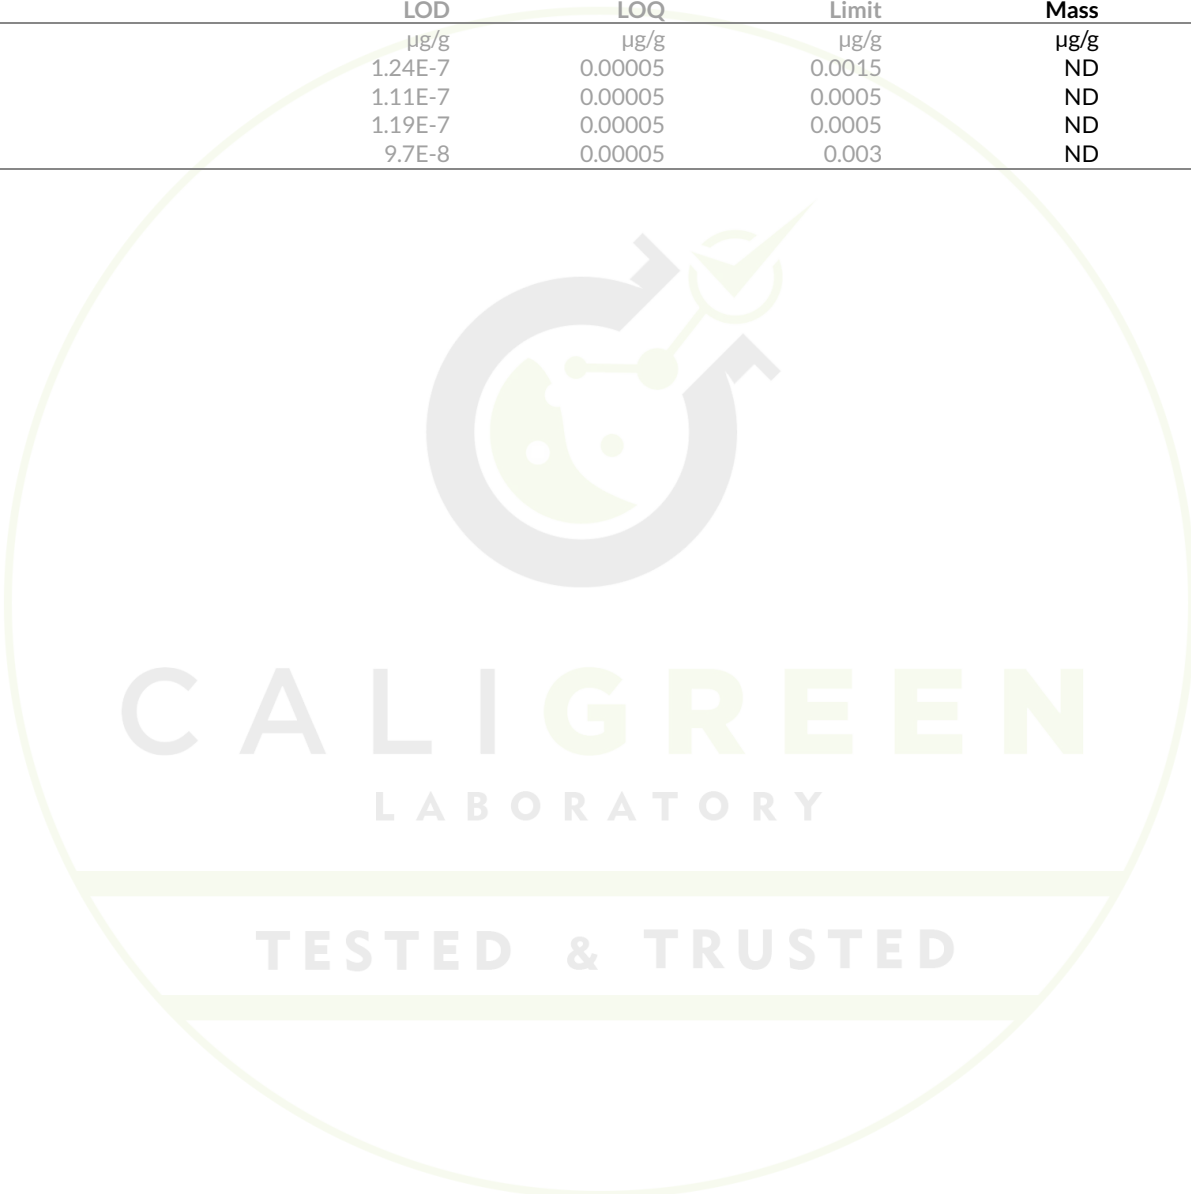 LOD LOQ Limit Mass
µg/g µg/g µg/g µg/g
1.24E-7 0.00005 0.0015 ND
1.11E-7 0.00005 0.0005 ND
1.19E-7 0.00005 0.0005 ND
9.7E-8 0.00005 0.003 ND
CALIGREEN
LABORATORY
TESTED & TRUSTED